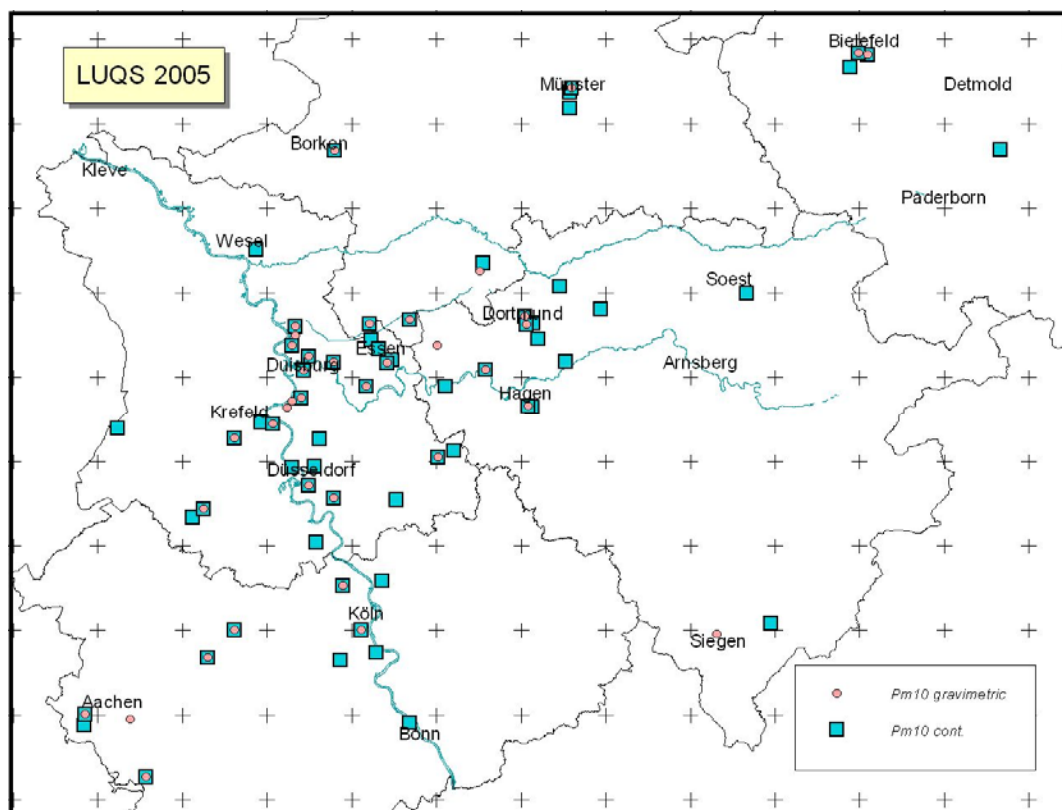 LUQS 2005
Bielefeld
Detmold
Münster
Borken
Kleve
Paderborn
Wesel
Soest
Dortmund
Essen
Duisburg
Arnsberg
Hagen
Krefeld
Düsseldorf
Köln
Siegen
Aachen
Bonn
Pm10 gravimetric
Pm10 cont.